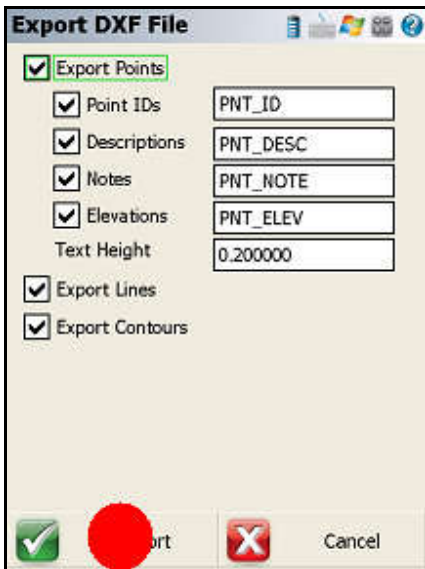 Export DXF File
Export Points
Point IDs PNT_ID
Descriptions PNT_DESC
Notes PNT_NOTE
Elevations PNT_ELEV
Text Height 0.200000
Export Lines
Export Contours
Cancel